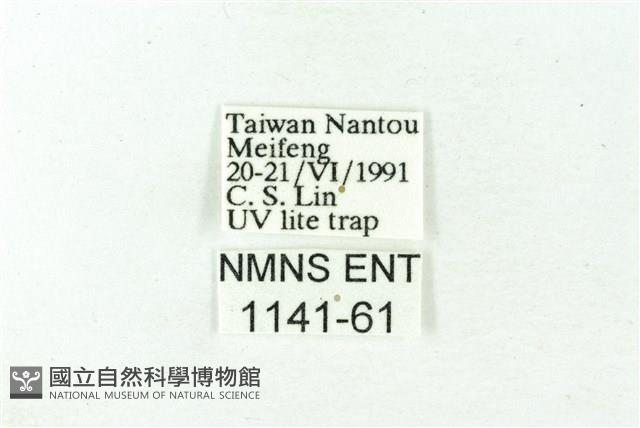 Taiwan Nantou
Meifeng
20-21/VI/1991
C. S. Lin
UV lite trap
NMNS ENT
1141-61
國立自然科學博物館
NATIONAL MUSEUM OF NATURAL SCIENCE